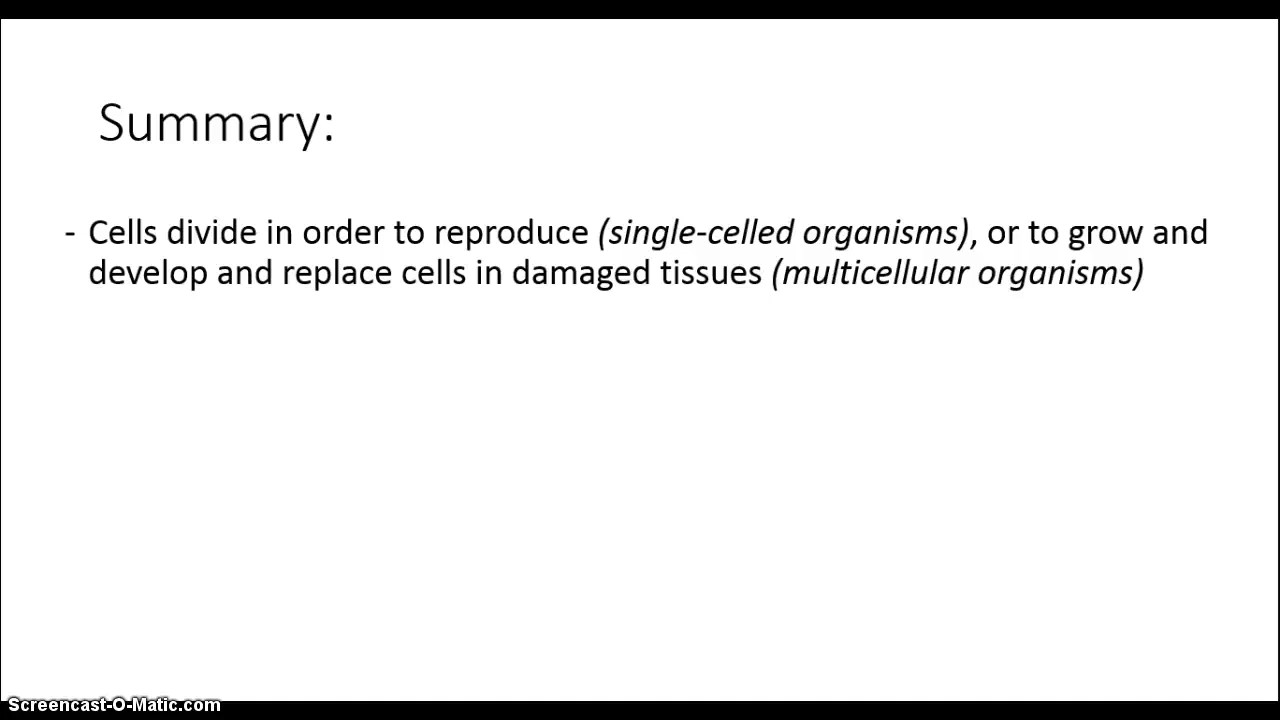 Summary:
- Cells divide in order to reproduce (single-celled organisms), or to grow and
develop and replace cells in damaged tissues (multicellular organisms)
Screencast-O-Matic.com